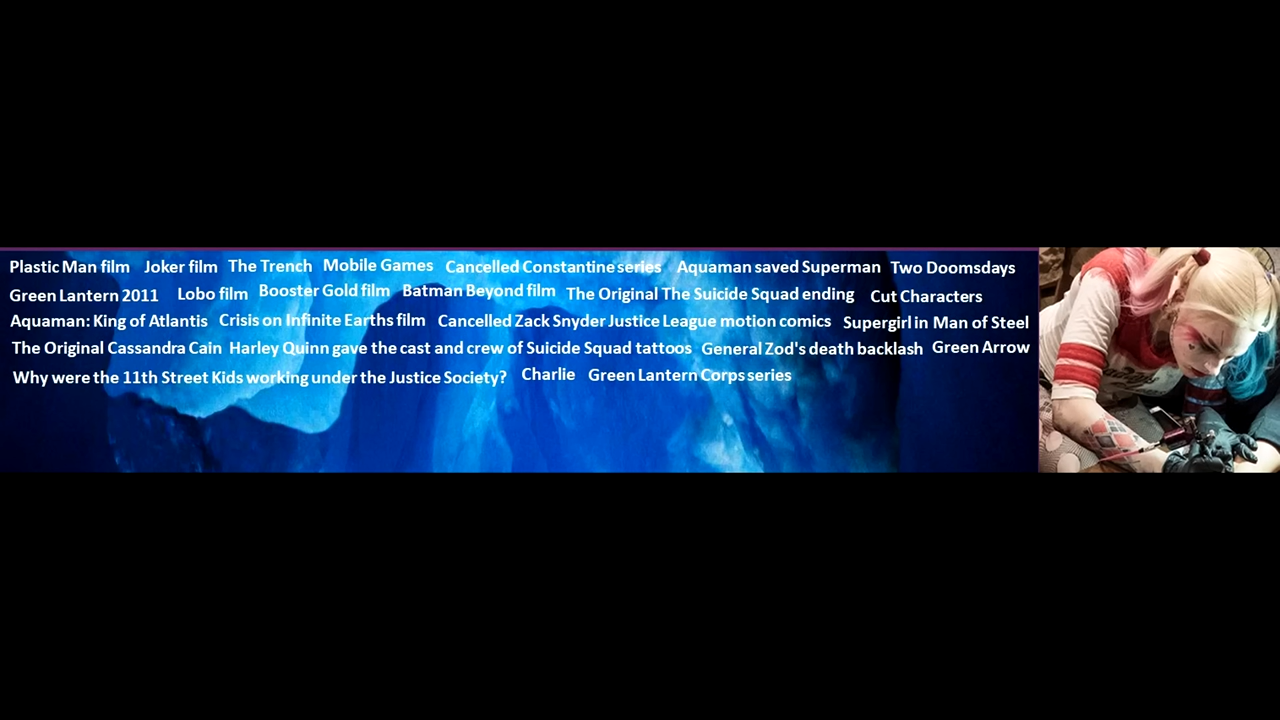 Plastic Man film Joker film The Trench Mobile Games Cancelled Constantine series Aquaman saved Superman Two Doomsdays
Green Lantern 2011 Lobo film Booster Gold film Batman Beyond film The Original The Suicide Squad ending Cut Characters
Aquaman: King of Atlantis Crisis on Infinite Earths film Cancelled Zack Snyder Justice League motion comics Supergirl in Man of Steel
The Original Cassandra Cain Harley Quinn gave the cast and crew of Suicide Squad tattoos General Zod's death backlash Green Arrow
Why were the 11th Street Kids working under the Justice Society? Charlie Green Lantern Corps series